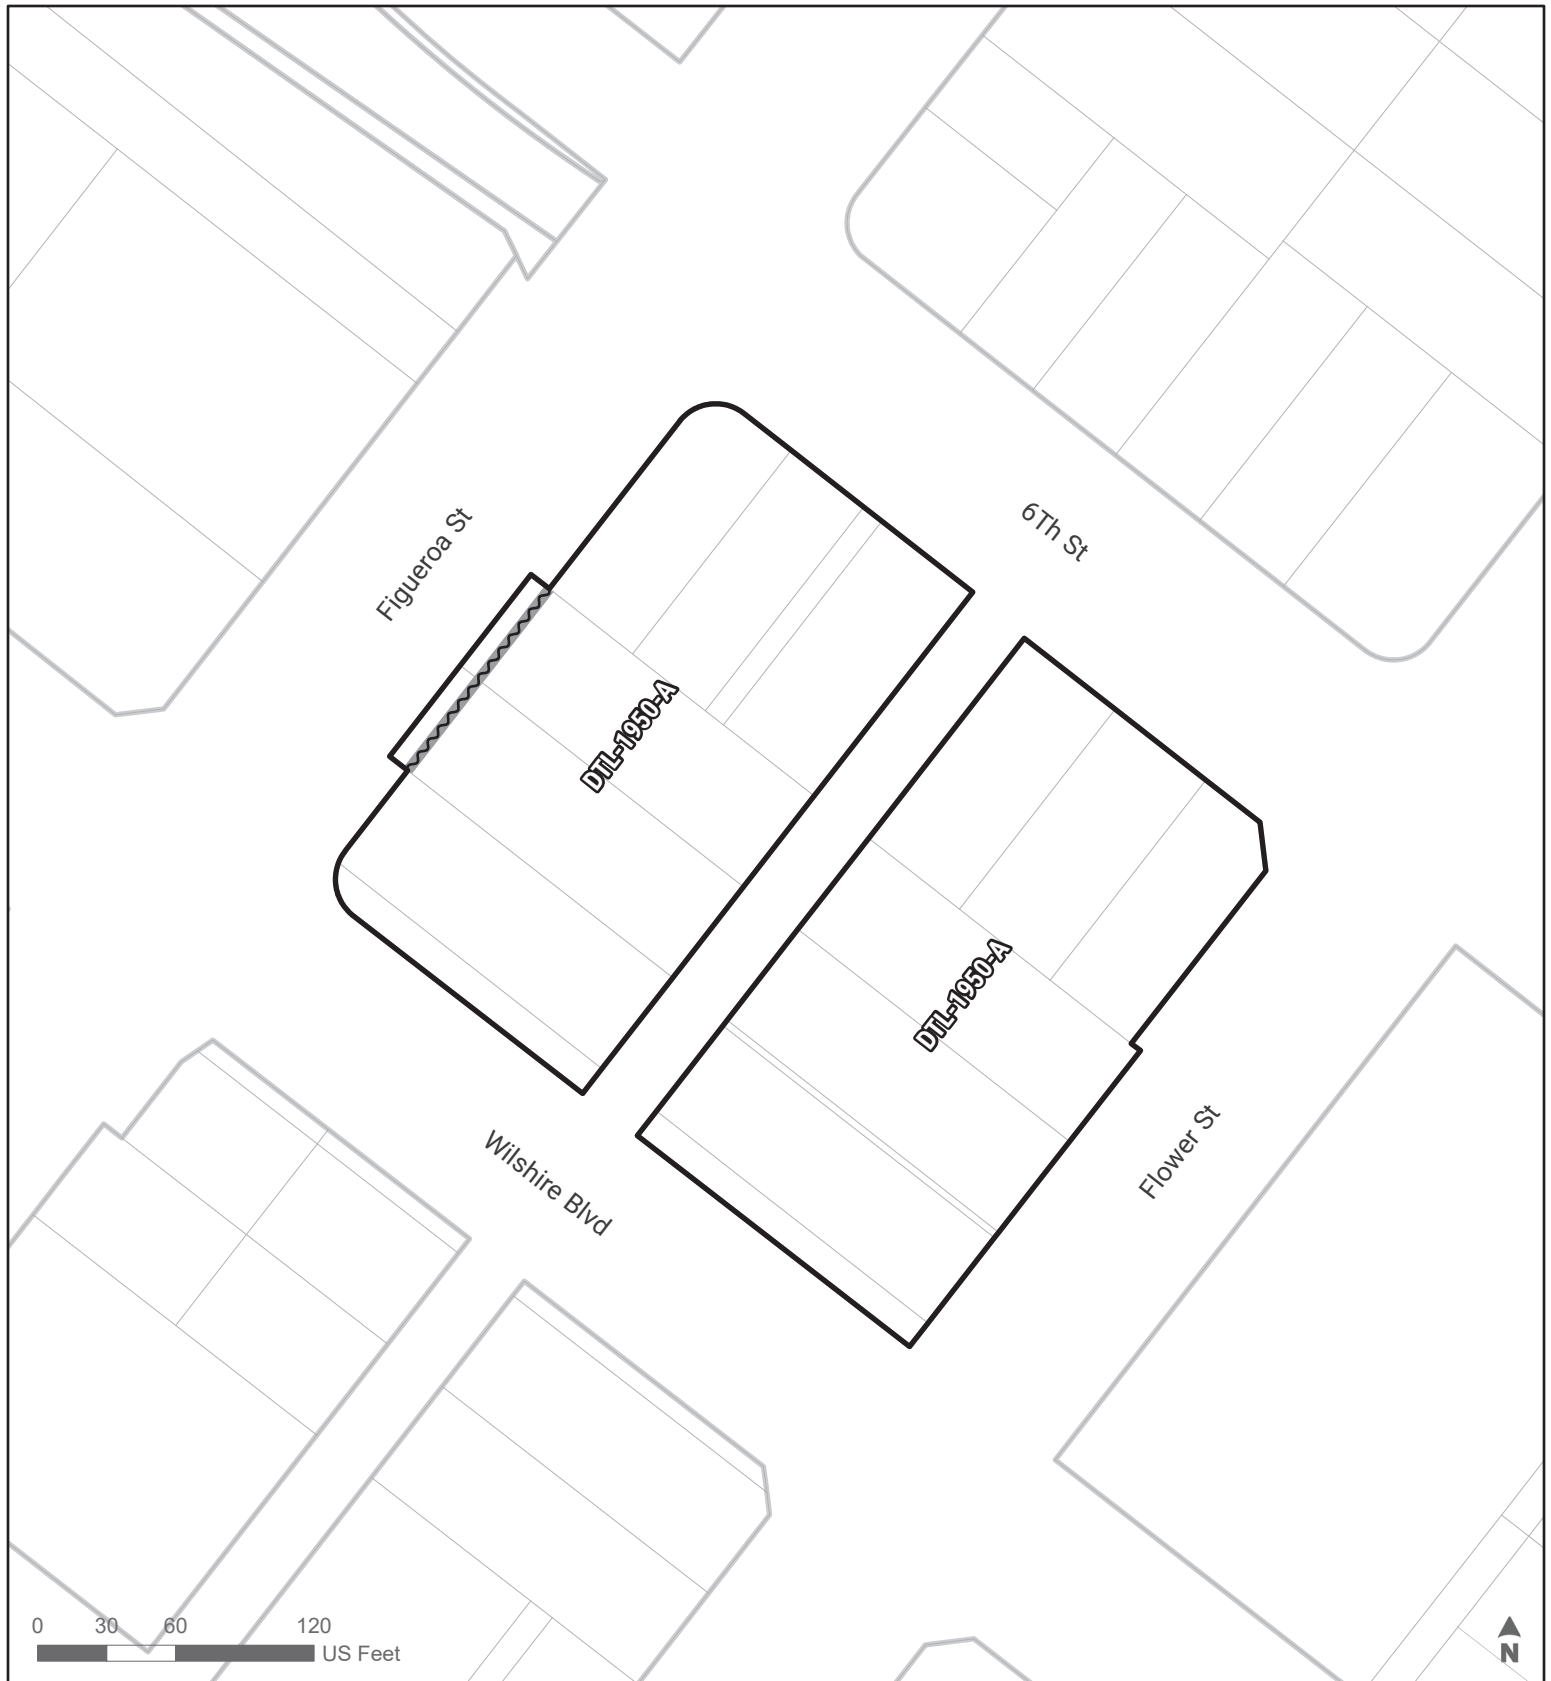 6Th St
Figueroa St
DTL-1950-A
DTL-1950-A
Flower St
Wilshire Blvd
0 30 60 120
US Feet
N